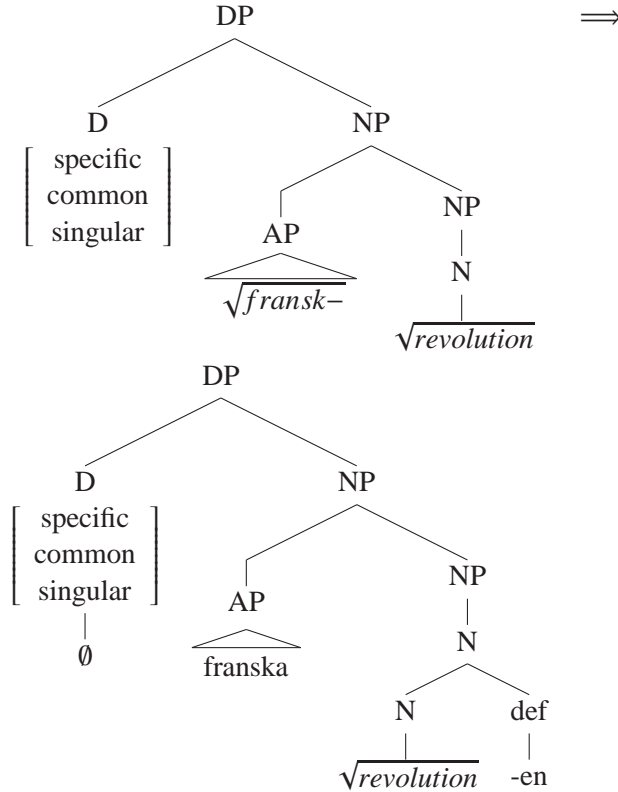 DP ⟹
D NP
specific
common
singular
NP
AP
N
√fransk–
√revolution
DP
D NP
specific
common
singular
NP
AP
N
∅
franska
N def
√revolution -en